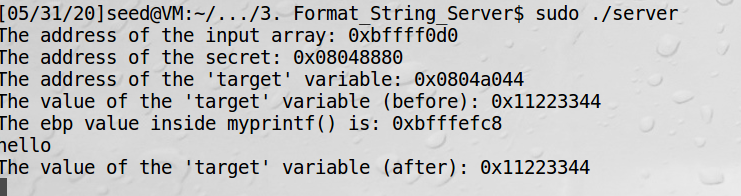 [05/31/20]seed@VM:~/.../3. Format_String_Server$ sudo ./server
The address of the input array: 0xbffff0d0
The address of the secret: 0x08048880
The address of the 'target' variable: 0x0804a044
The value of the 'target' variable (before): 0x11223344
The ebp value inside myprintf() is: 0xbfffefc8
hello
The value of the 'target' variable (after): 0x11223344